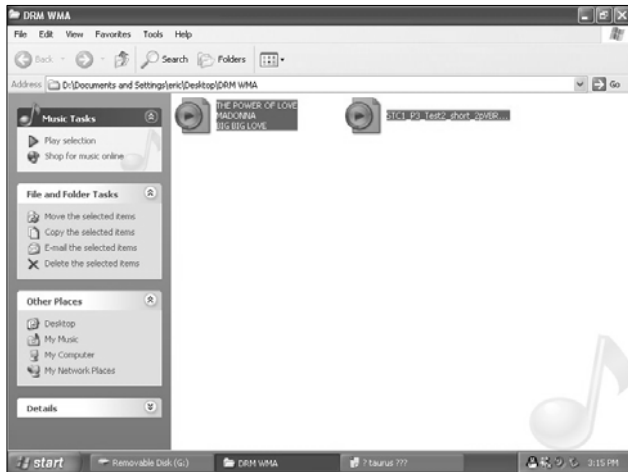 DRM WMA
File Edit View Favorites Tools Help
Back Search Folders
Address D:\Documents and Settings\eric\Desktop\DRM WMA Go
Music Tasks
Play selection
Shop for music online
File and Folder Tasks
Move the selected items
Copy the selected items
E-mail the selected items
Delete the selected items
Other Places
Desktop
My Music
My Computer
My Network Places
Details
THE POWER OF LOVE
MADONNA
BIG BIG LOVE
STC1_P3_Test2_short_2pVBR...
start Removable Disk (G:) DRM WMA ? taurus ??? 3:15 PM